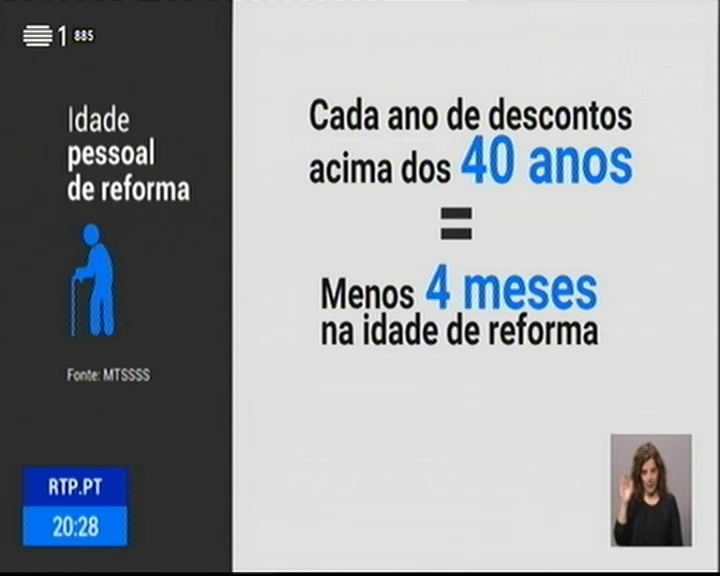 1 885
Idade
pessoal
de reforma
Fonte: MTSSSS
RTP.PT
20:28
Cada ano de descontos
acima dos 40 anos
=
Menos 4 meses
na idade de reforma